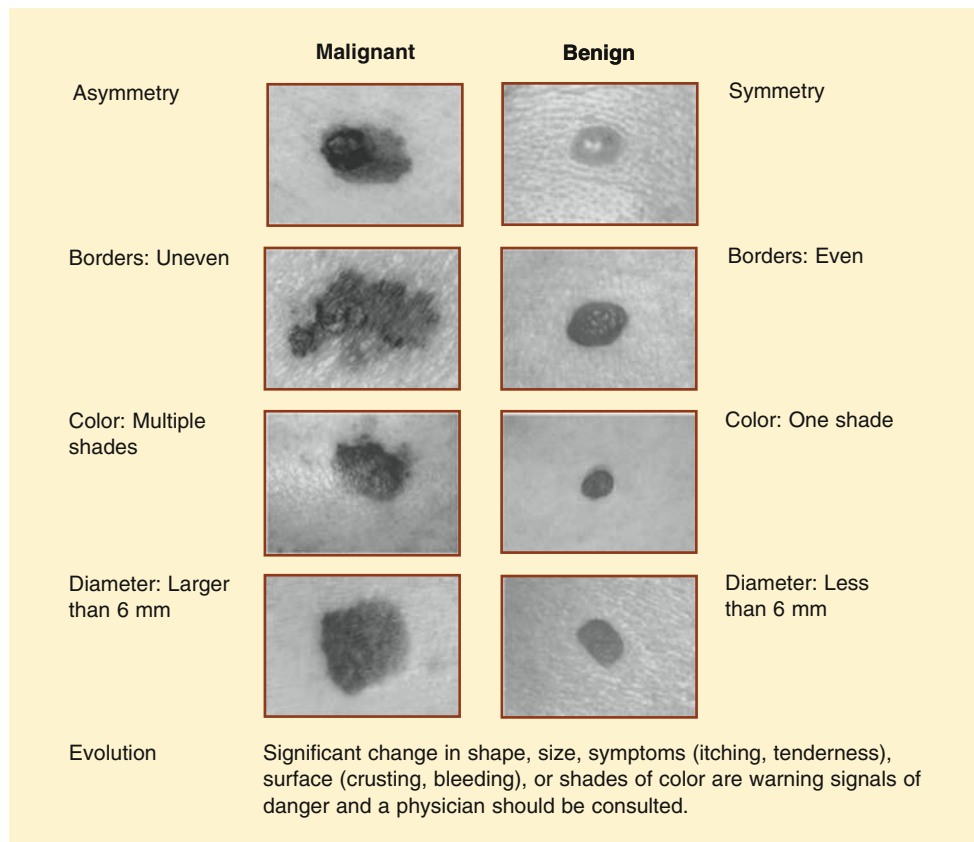 Malignant
Benign
Asymmetry
Symmetry
Borders: Uneven
Borders: Even
Color: Multiple
shades
Color: One shade
Diameter: Larger
than 6 mm
Diameter: Less
than 6 mm
Evolution
Significant change in shape, size, symptoms (itching, tenderness),
surface (crusting, bleeding), or shades of color are warning signals of
danger and a physician should be consulted.